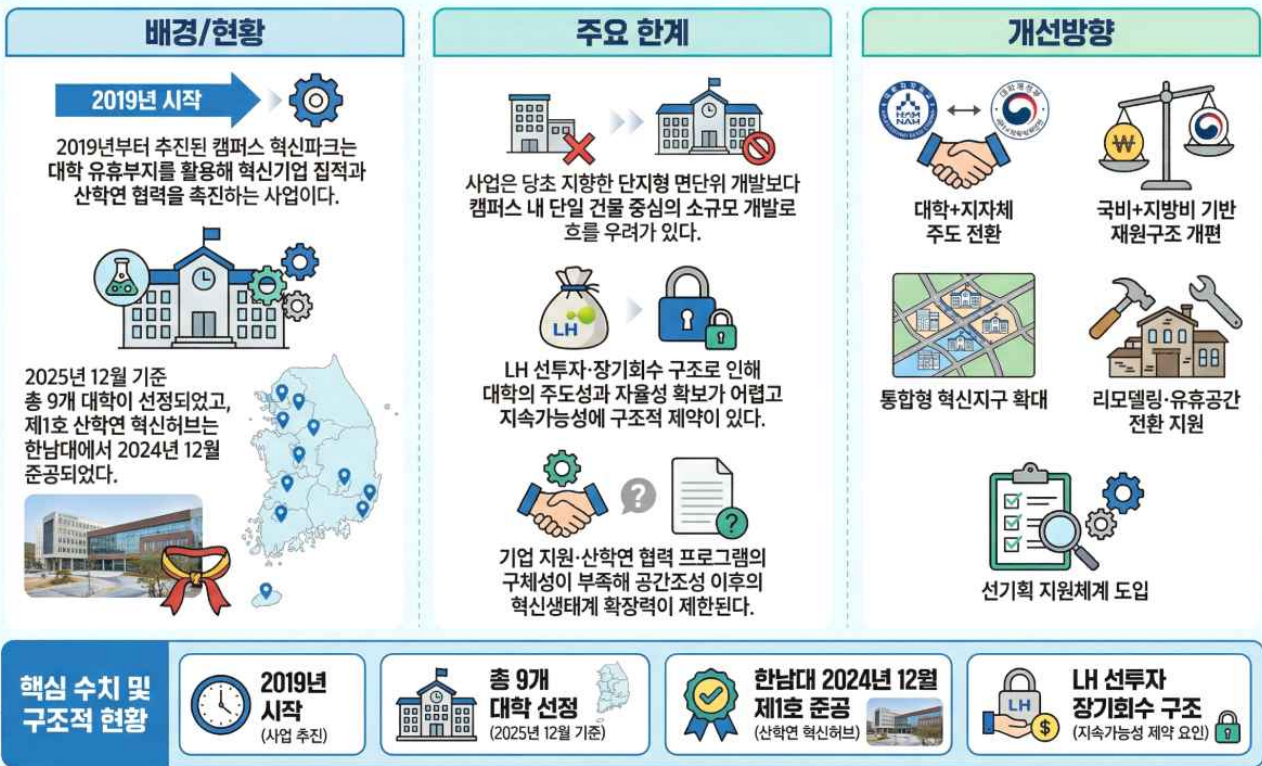 배경/현황
2019년 시작
2019년부터 추진된 캠퍼스 혁신파크는
대학 유휴부지를 활용해 혁신기업 집적과
산학연 협력을 촉진하는 사업이다.
2025년 12월 기준
총 9개 대학이 선정되었고,
제1호 산학연 혁신허브는
한남대에서 2024년 12월
준공되었다.
주요 한계
사업은 당초 지향한 단지형 면단위 개발보다
캠퍼스 내 단일 건물 중심의 소규모 개발로
흐를 우려가 있다.
LH
LH 선투자·장기회수 구조로 인해
대학의 주도성과 자율성 확보가 어렵고
지속가능성에 구조적 제약이 있다.
?
?
기업 지원·산학연 협력 프로그램의
구체성이 부족해 공간조성 이후의
혁신생태계 확장력이 제한된다.
개선방향
대학+지자체
주도 전환
₩
국비+지방비 기반
재원구조 개편
통합형 혁신지구 확대
리모델링·유휴공간
전환 지원
선기획 지원체계 도입
핵심 수치 및
구조적 현황
2019년
시작
(사업 추진)
총 9개
대학 선정
(2025년 12월 기준)
한남대 2024년 12월
제1호 준공
(산학연 혁신허브)
LH
$
LH 선투자
장기회수 구조
(지속가능성 제약 요인)